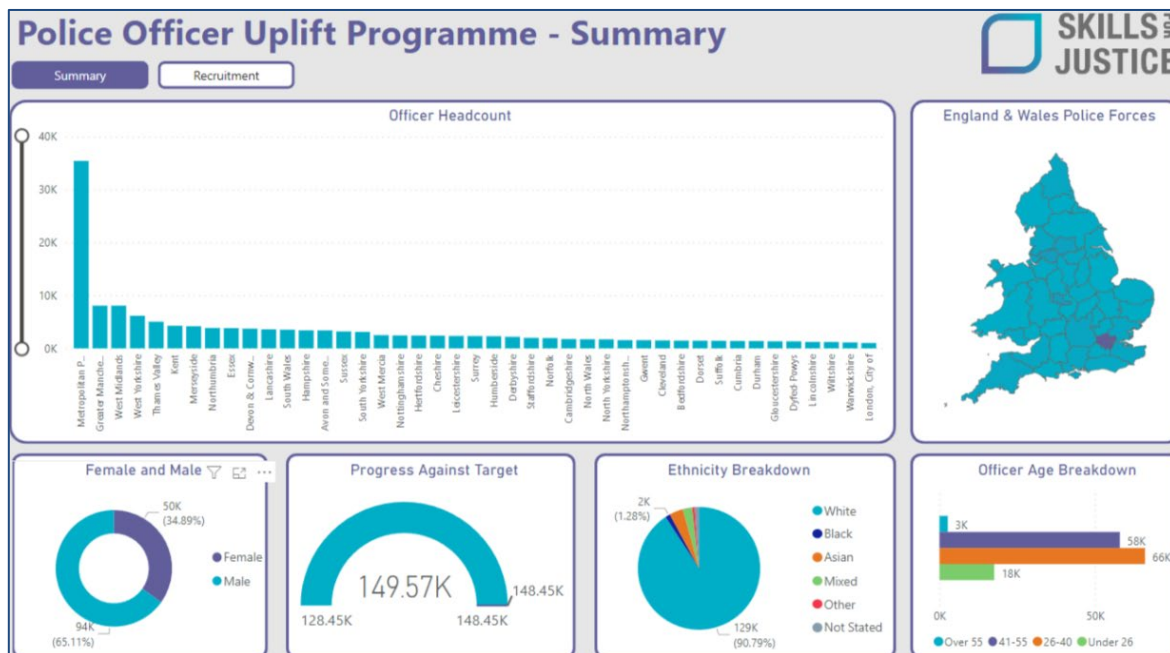 Police Officer Uplift Programme - Summary
SKILLS FOR
JUSTICE
Summary
Recruitment
Officer Headcount
40K
30K
20K
10K
0K
Metropolitan P...
Greater Manche...
West Midlands
West Yorkshire
Thames Valley
Kent
Merseyside
Northumbria
Essex
Devon & Cornw...
Lancashire
South Wales
Hampshire
Avon and Some...
Sussex
South Yorkshire
West Mercia
Nottinghamshire
Hertfordshire
Cheshire
Leicestershire
Surrey
Humberside
Derbyshire
Staffordshire
Norfolk
Cambridgeshire
North Wales
North Yorkshire
Northamptonsh...
Gwent
Cleveland
Bedfordshire
Dorset
Suffolk
Cumbria
Durham
Gloucestershire
Dyfed-Powys
Lincolnshire
Wiltshire
Warwickshire
London, City of
England & Wales Police Forces
Female and Male
50K
(34.89%)
94K
(65.11%)
Female
Male
Progress Against Target
149.57K
148.45K
128.45K
148.45K
Ethnicity Breakdown
2K
(1.28%)
129K
(90.79%)
White
Black
Asian
Mixed
Other
Not Stated
Officer Age Breakdown
3K
58K
66K
18K
0K
50K
Over 55
41-55
26-40
Under 26